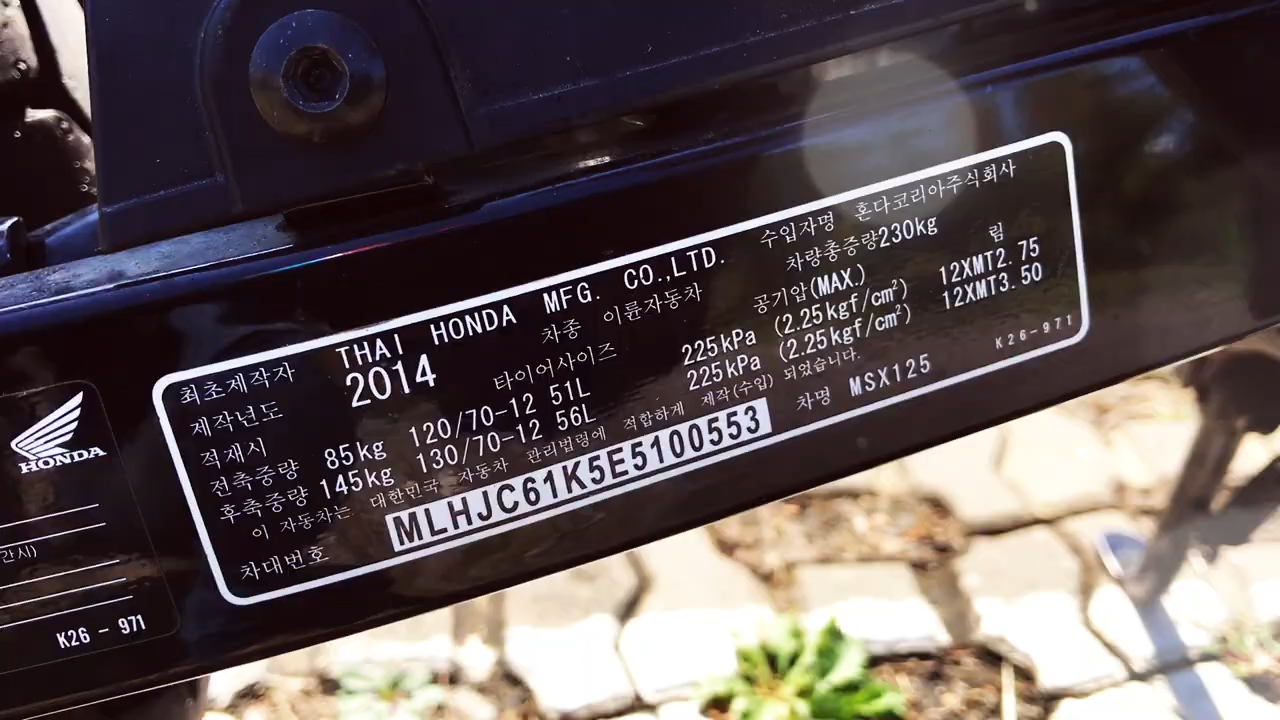 최초제작자 THAI HONDA MFG. CO.,LTD. 수입자명 혼다코리아주식회사
제작년도 2014 차종 이륜자동차 차량총중량230kg
적재시 타이어사이즈 공기압(MAX.) 림
전축중량 85kg 120/70-12 51L 225kPa (2.25kgf/cm²) 12XMT2.75
후축중량 145kg 130/70-12 56L 225kPa (2.25kgf/cm²) 12XMT3.50
이 자동차는 대한민국 자동차 관리법령에 적합하게 제작(수입) 되었습니다.
차대번호 MLHJC61K5E5100553 차명 MSX125
K26-971
HONDA
간시)
K26 - 971